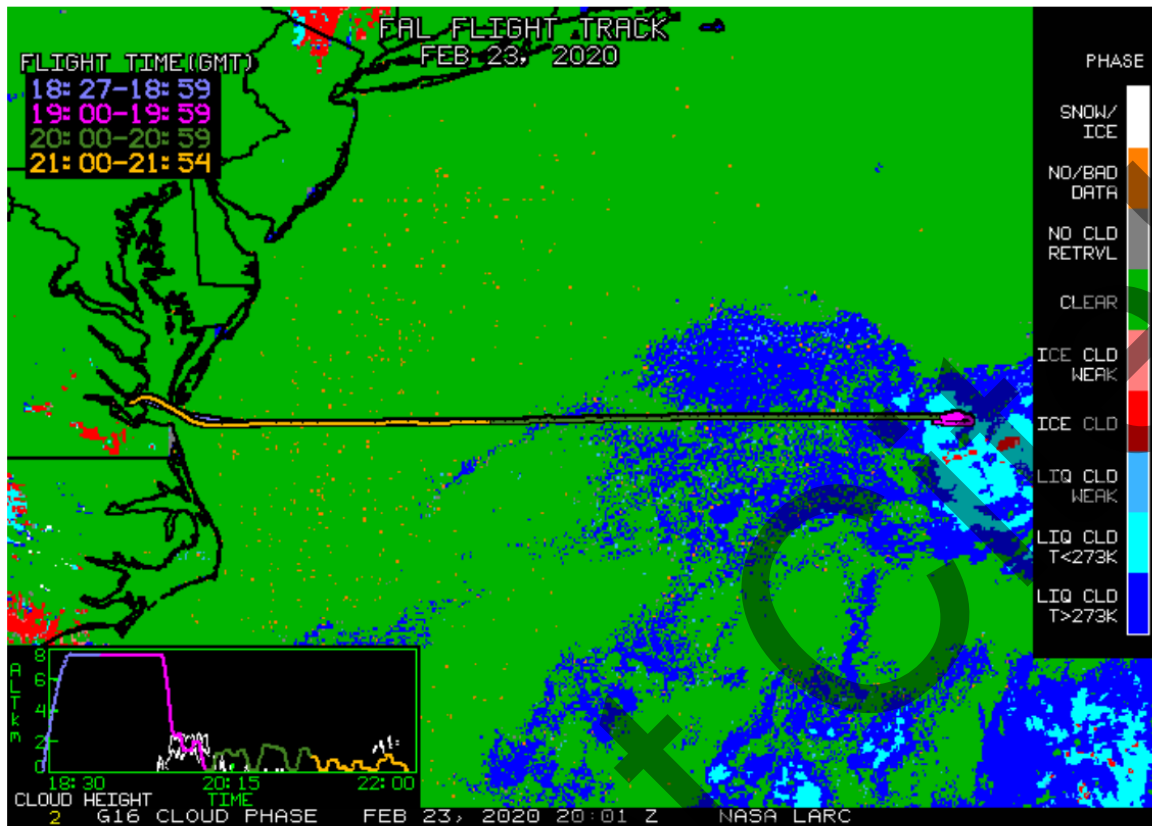 FAL FLIGHT TRACK
FEB 23, 2020
FLIGHT TIME(GMT)
18:27-18:59
19:00-19:59
20:00-20:59
21:00-21:54
PHASE
SNOW/
ICE
NO/BAD
DATA
NO CLD
RETRVL
CLEAR
ICE CLD
WEAK
ICE CLD
LIQ CLD
WEAK
LIQ CLD
T<273K
LIQ CLD
T>273K
ALT km
8
6
4
2
0
18:30 20:15 22:00
CLOUD HEIGHT TIME
2 G16 CLOUD PHASE FEB 23, 2020 20:01 Z NASA LARC